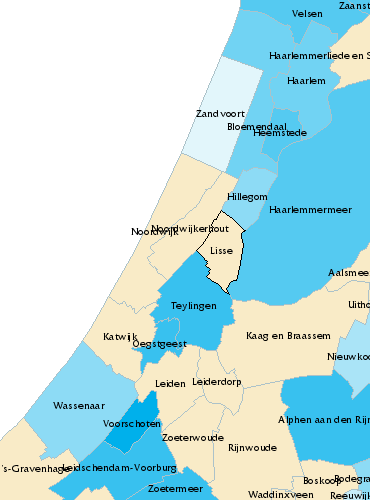 Zaanst
Velsen
Haarlemmerliede en S
Haarlem
Zandvoort
Bloemendaal
Heemstede
Hillegom
Haarlemmermeer
Noordwijkerhout
Noordwijk
Lisse
Aalsmee
Teylingen
Uitho
Katwijk
Kaag en Braassem
Oegstgeest
Nieuwkoo
Leiden
Leiderdorp
Wassenaar
Voorschoten
Alphen aan den Rijn
Zoeterwoude
Rijnwoude
's-Gravenhage
Leidschendam-Voorburg
Boskoop
Bodegra
Zoetermeer
Waddinxveen
Reeuwijk